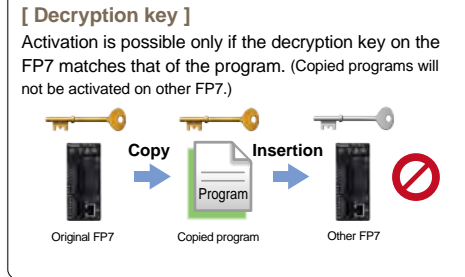 [ Decryption key ]
Activation is possible only if the decryption key on the
FP7 matches that of the program. (Copied programs will
not be activated on other FP7.)
Copy
Insertion
Program
Original FP7
Copied program
Other FP7